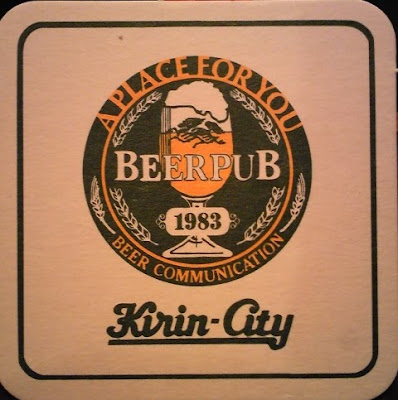 A PLACE FOR YOU
BEERPUB
1983
BEER COMMUNICATION
Kirin-City